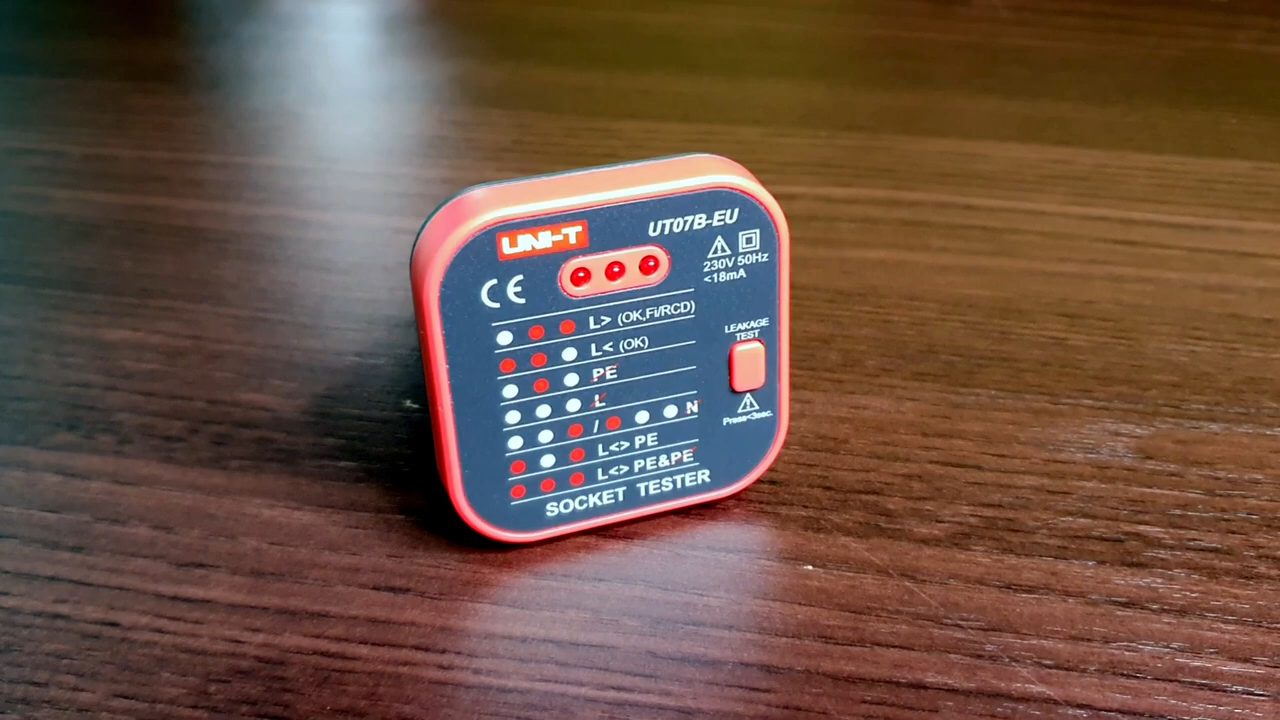 UNI-T
UT07B-EU
CE
230V 50Hz
<18mA
L> (OK,Fi/RCD)
L< (OK)
PE
L
/ N
L<> PE
L<> PE&PE
LEAKAGE
TEST
Press<3sec.
SOCKET TESTER